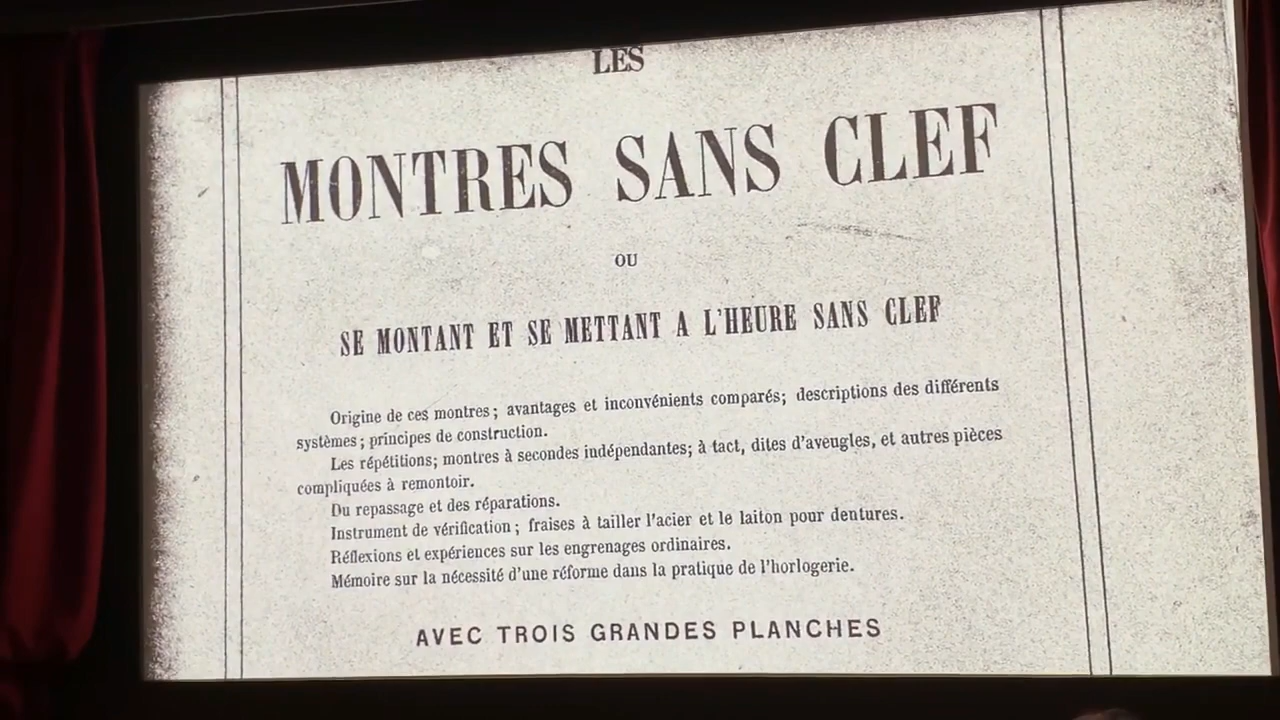 LES
MONTRES SANS CLEF
OU
SE MONTANT ET SE METTANT A L'HEURE SANS CLEF
Origine de ces montres; avantages et inconvénients comparés; descriptions des différents
systèmes; principes de construction.
Les répétitions; montres à secondes indépendantes; à tact, dites d'aveugles, et autres pièces
compliquées à remontoir.
Du repassage et des réparations.
Instrument de vérification; fraises à tailler l'acier et le laiton pour dentures.
Réflexions et expériences sur les engrenages ordinaires.
Mémoire sur la nécessité d'une réforme dans la pratique de l'horlogerie.
AVEC TROIS GRANDES PLANCHES